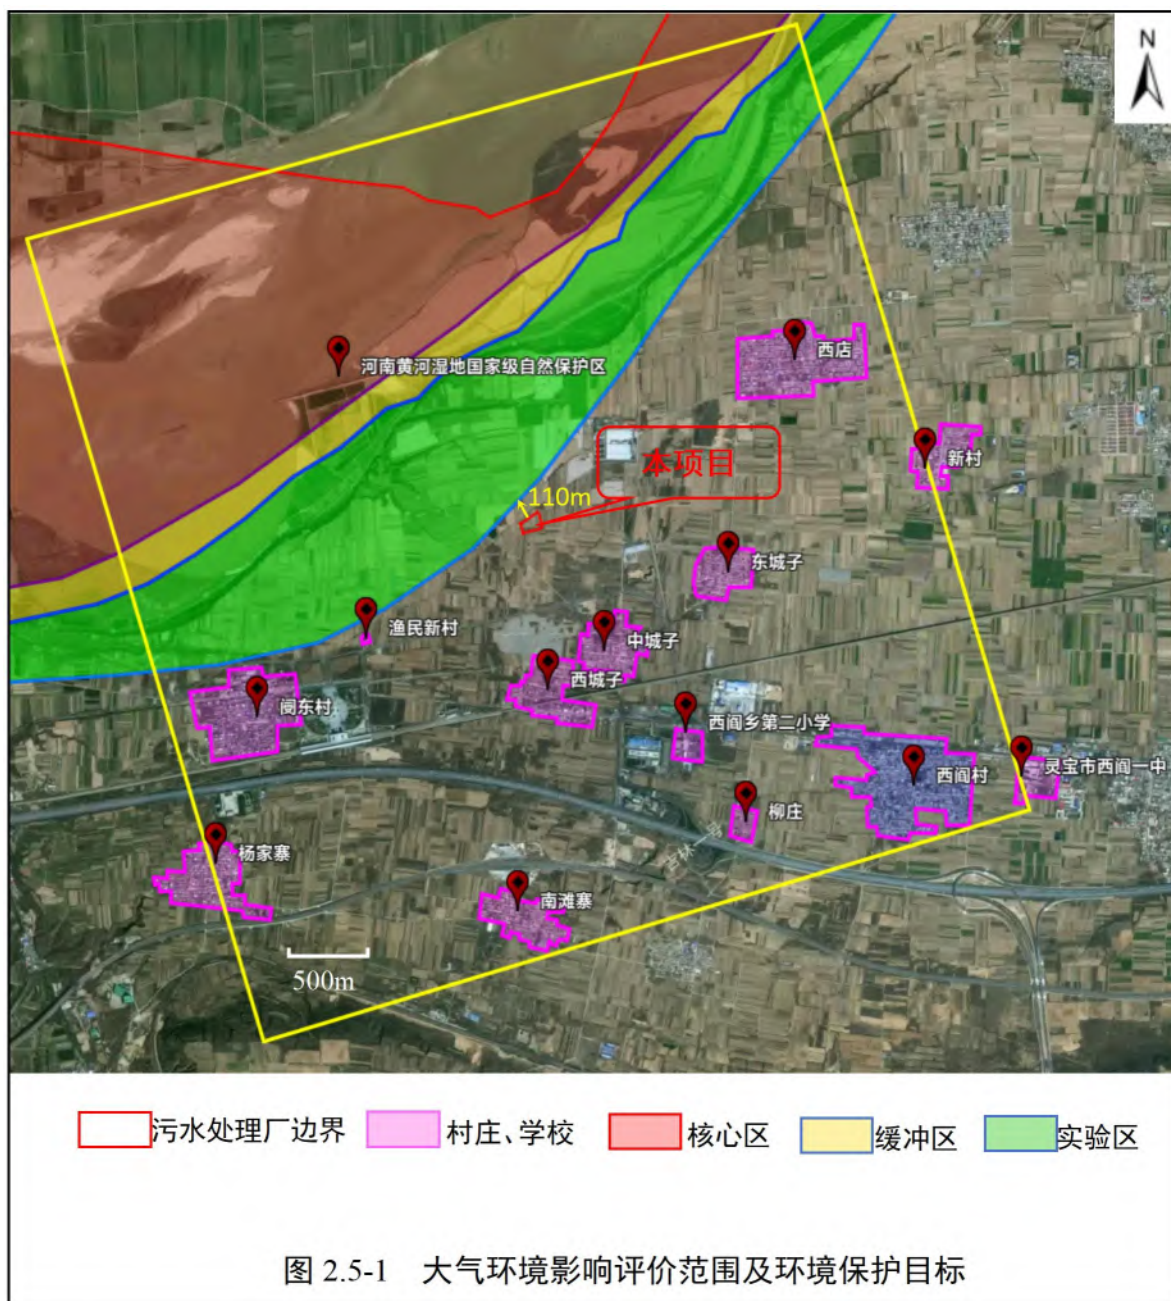 N
西店
河南黄河湿地国家级自然保护区
本项目
新村
110m
东城子
渔民新村
中城子
西城子
阌东村
西阎乡第二小学
西阎村
灵宝市西阎一中
柳庄
杨家寨
南滩寨
500m
污水处理厂边界
村庄、学校
核心区
缓冲区
实验区
图 2.5-1 大气环境影响评价范围及环境保护目标